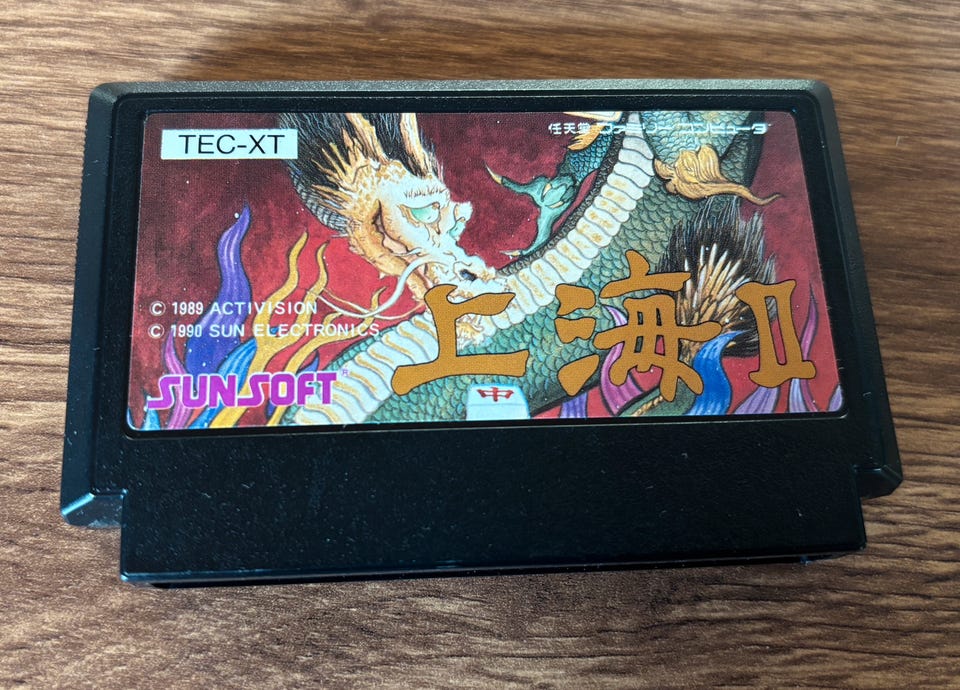 TEC-XT
任天堂 ファミリーコンピュータ
© 1989 ACTIVISION
© 1990 SUN ELECTRONICS
SUNSOFT®
上海II
中